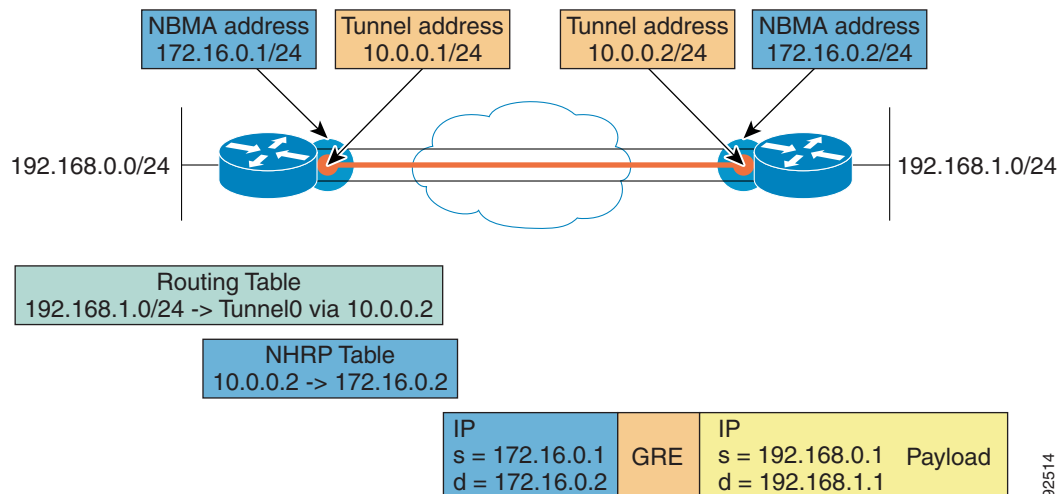 NBMA address
172.16.0.1/24
Tunnel address
10.0.0.1/24
Tunnel address
10.0.0.2/24
NBMA address
172.16.0.2/24
192.168.0.0/24
192.168.1.0/24
Routing Table
192.168.1.0/24 -> Tunnel0 via 10.0.0.2
NHRP Table
10.0.0.2 -> 172.16.0.2
IP
s = 172.16.0.1
d = 172.16.0.2
GRE
IP
s = 192.168.0.1 Payload
d = 192.168.1.1